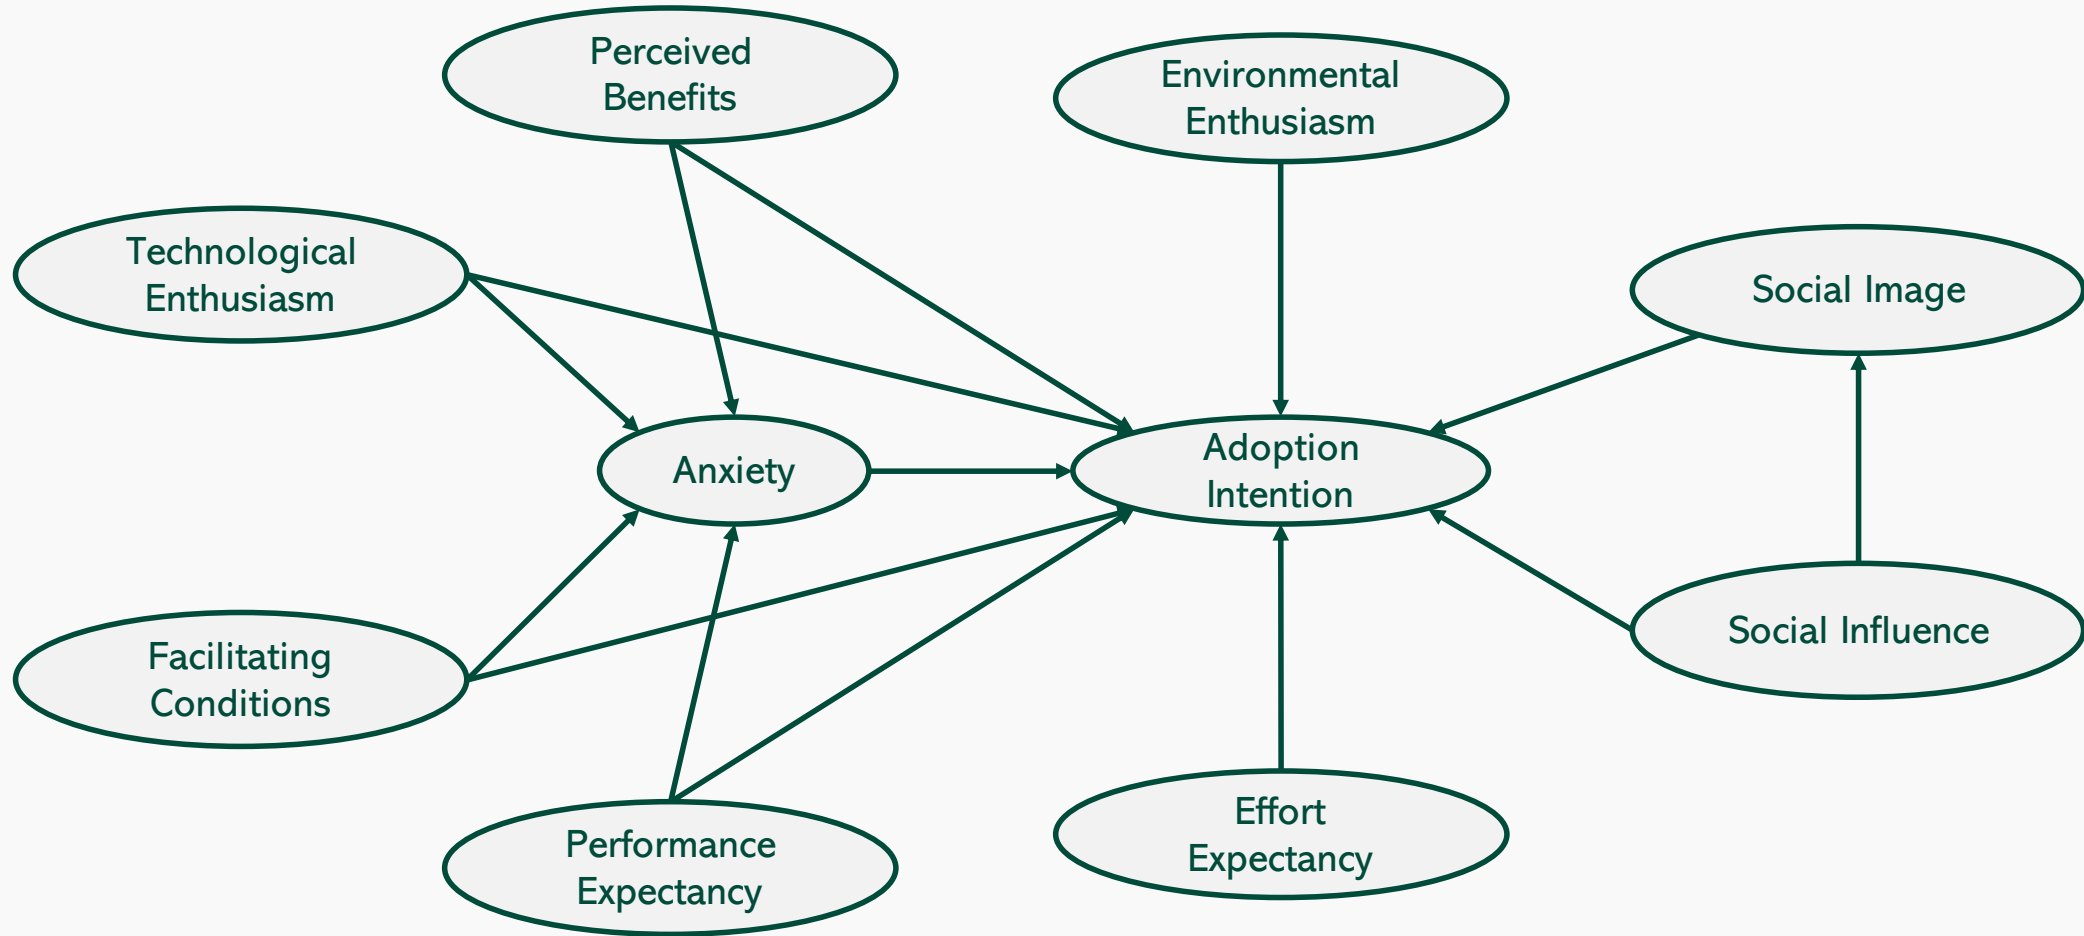 Perceived
Benefits
Environmental
Enthusiasm
Technological
Enthusiasm
Social Image
Anxiety
Adoption
Intention
Facilitating
Conditions
Social Influence
Performance
Expectancy
Effort
Expectancy